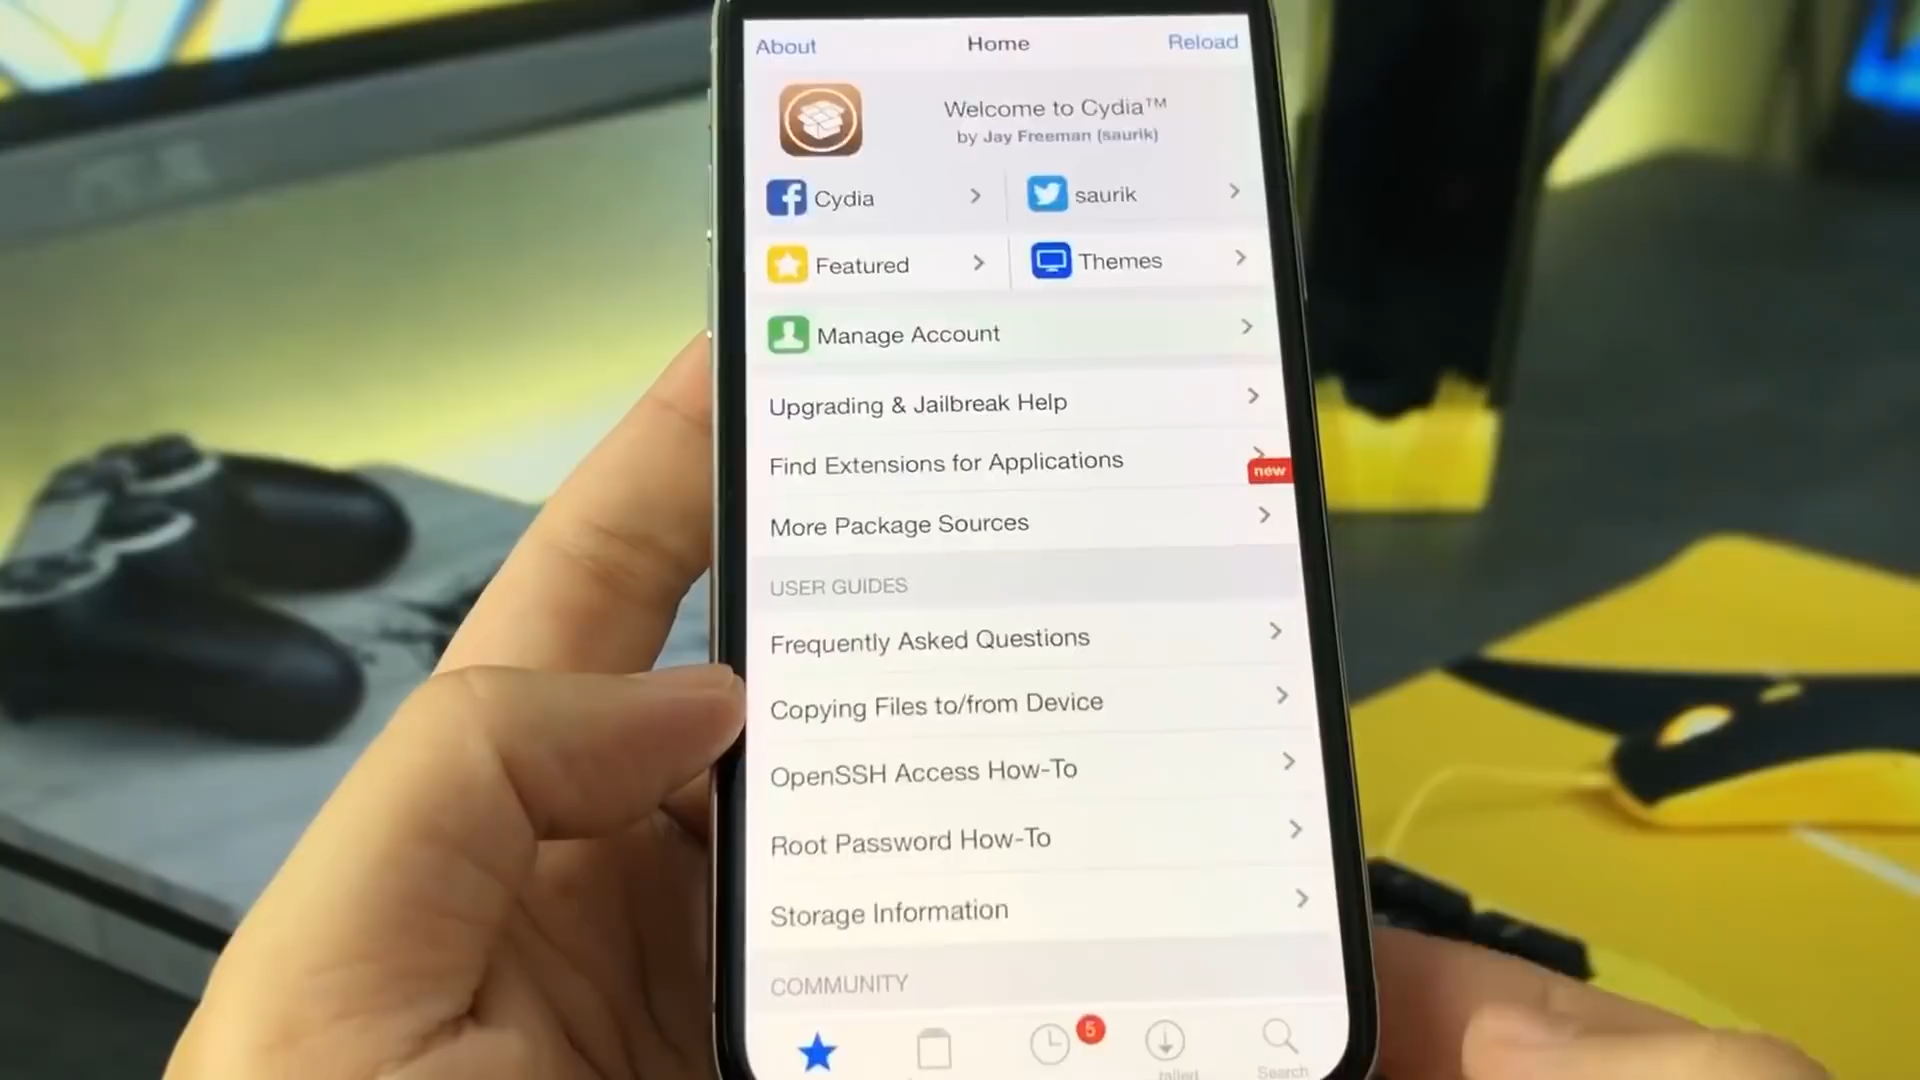 About Home Reload
Welcome to Cydia™
by Jay Freeman (saurik)
Cydia saurik
Featured Themes
Manage Account
Upgrading & Jailbreak Help
Find Extensions for Applications
new
More Package Sources
USER GUIDES
Frequently Asked Questions
Copying Files to/from Device
OpenSSH Access How-To
Root Password How-To
Storage Information
COMMUNITY
5
Search